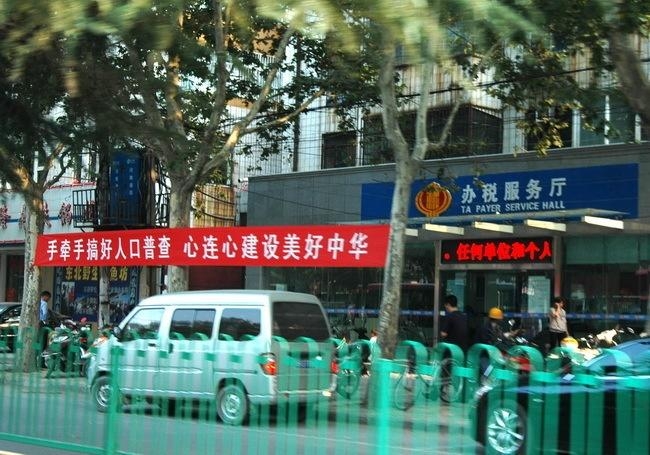 办税服务厅
TA PAYER SERVICE HALL
。任何单位和个人
手牵手搞好人口普查 心连心建设美好中华